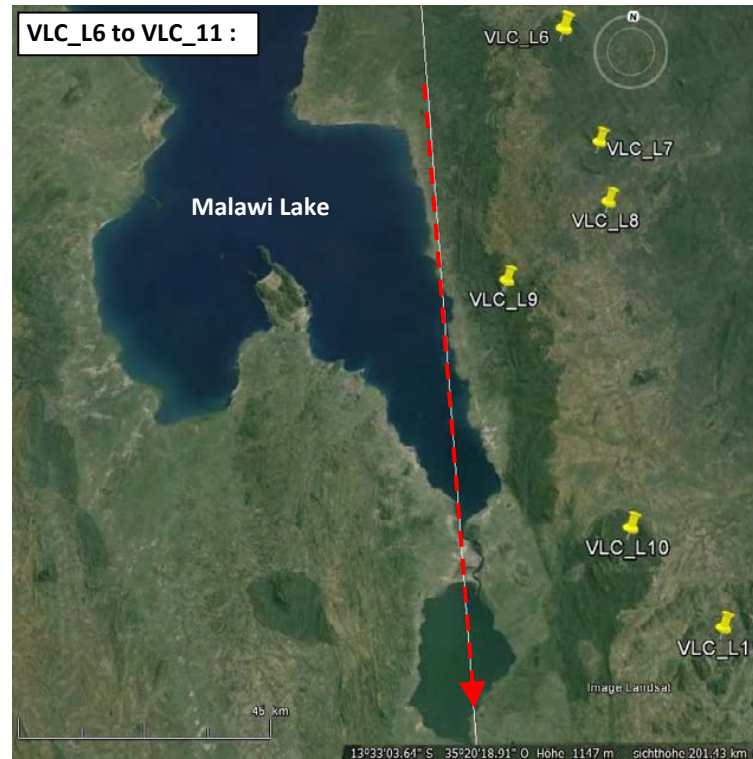 VLC_L6 to VLC_11 :
N
VLC_L6
VLC_L7
VLC_L8
Malawi Lake
VLC_L9
VLC_L10
VLC_L1
Image Landsat
45 km
13°33'03.64" S 35°20'18.91" O Höhe 1147 m sichthöhe 201.43 km